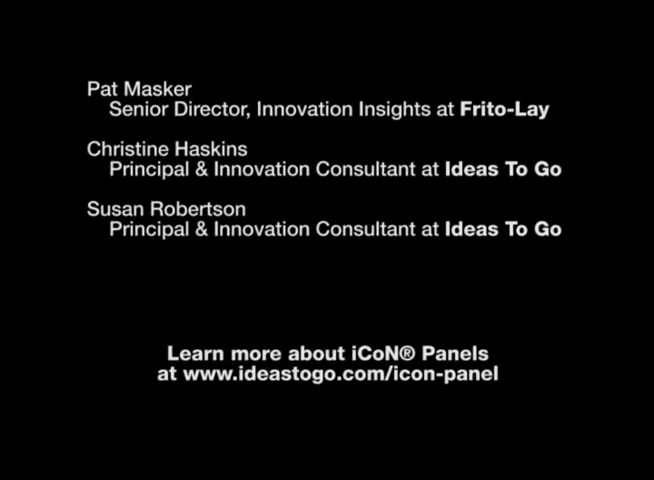 Pat Masker
Senior Director, Innovation Insights at Frito-Lay
Christine Haskins
Principal & Innovation Consultant at Ideas To Go
Susan Robertson
Principal & Innovation Consultant at Ideas To Go
Learn more about iCoN® Panels
at www.ideastogo.com/icon-panel